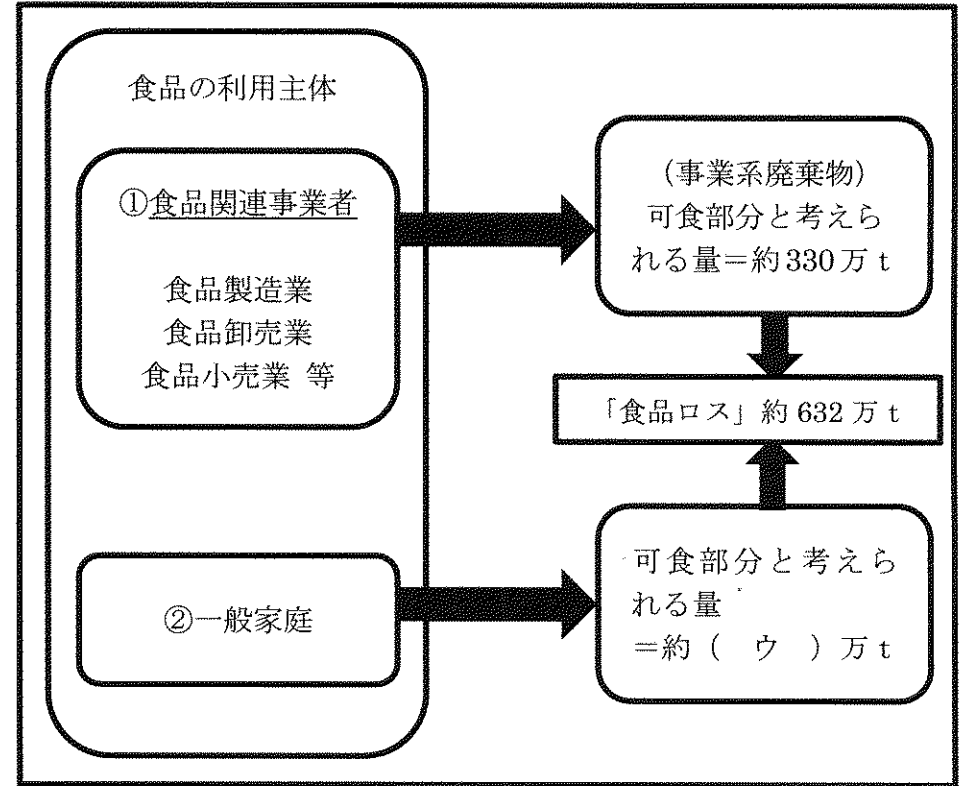 食品の利用主体
①食品関連事業者
食品製造業
食品卸売業
食品小売業 等
②一般家庭
(事業系廃棄物)
可食部分と考えら
れる量=約330万t
「食品ロス」約632万t
可食部分と考えら
れる量
=約( ウ )万t